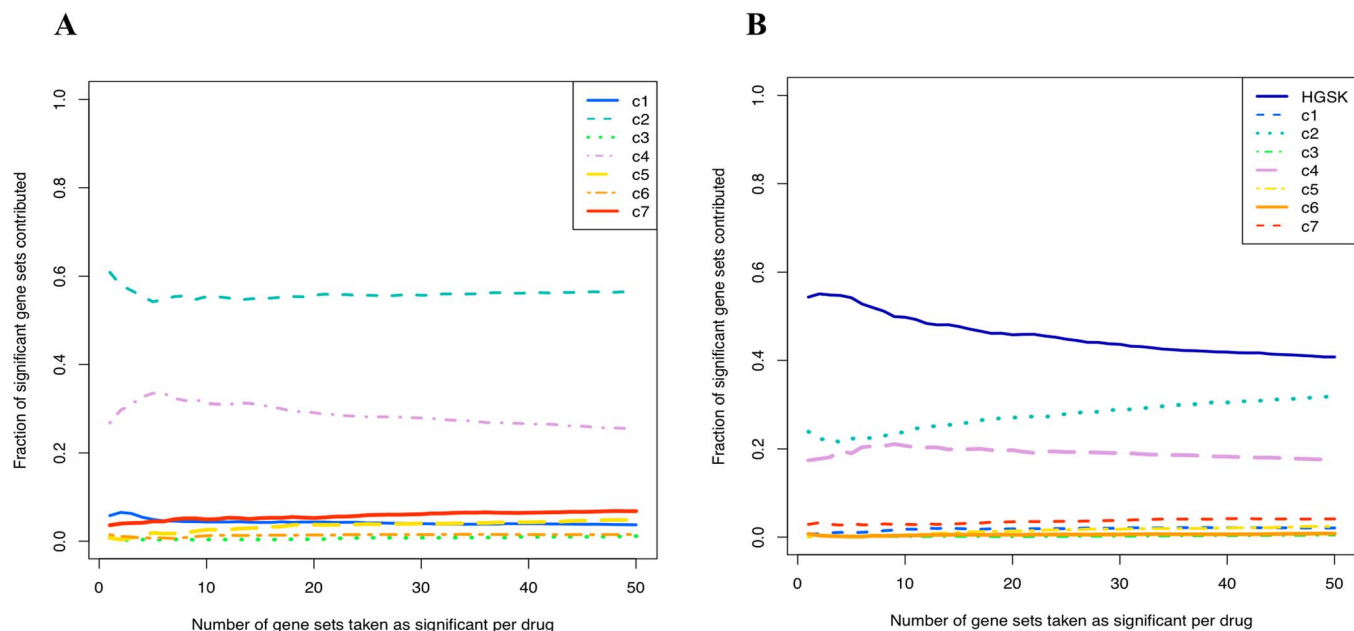 A
c1
c2
c3
c4
c5
c6
c7
Fraction of significant gene sets contributed
1.0
0.8
0.6
0.4
0.2
0.0
0 10 20 30 40 50
Number of gene sets taken as significant per drug
B
HGSK
c1
c2
c3
c4
c5
c6
c7
Fraction of significant gene sets contributed
1.0
0.8
0.6
0.4
0.2
0.0
0 10 20 30 40 50
Number of gene sets taken as significant per drug